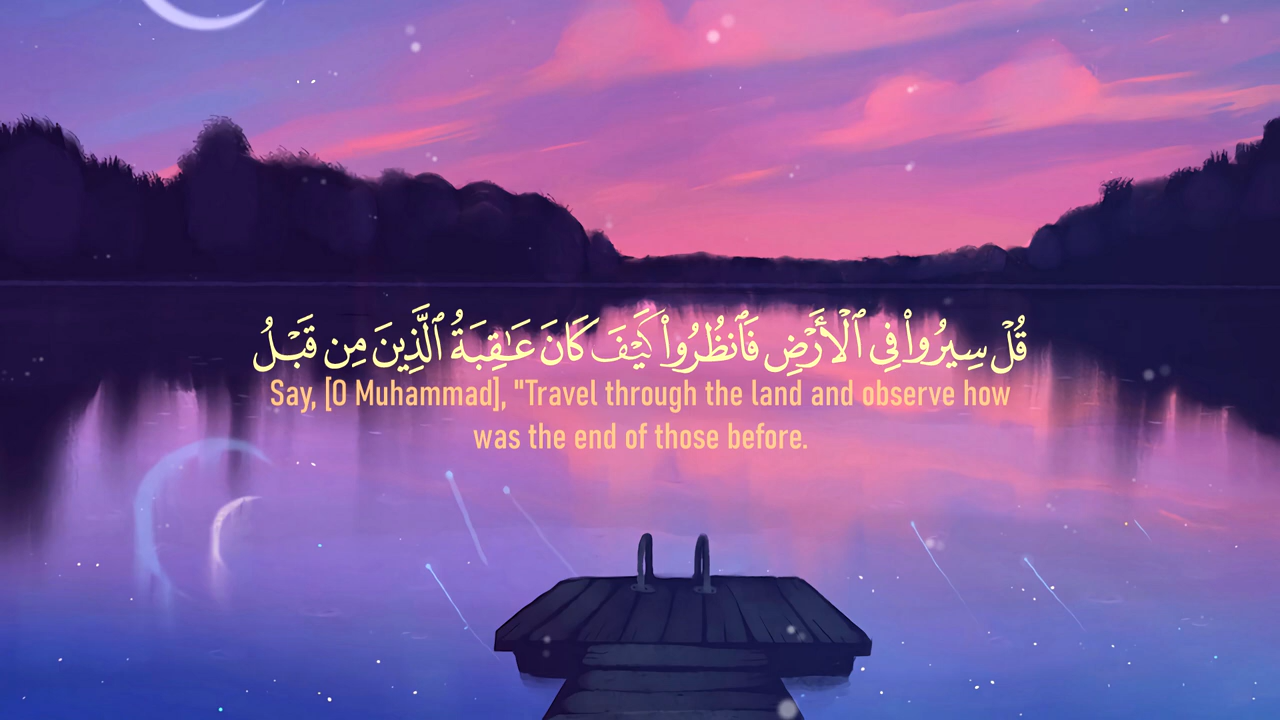 قُلْ سِيرُوا۟ فِى ٱلْأَرْضِ فَٱنظُرُوا۟ كَيْفَ كَانَ عَـٰقِبَةُ ٱلَّذِينَ مِن قَبْلُ
Say, [O Muhammad], "Travel through the land and observe how
was the end of those before.